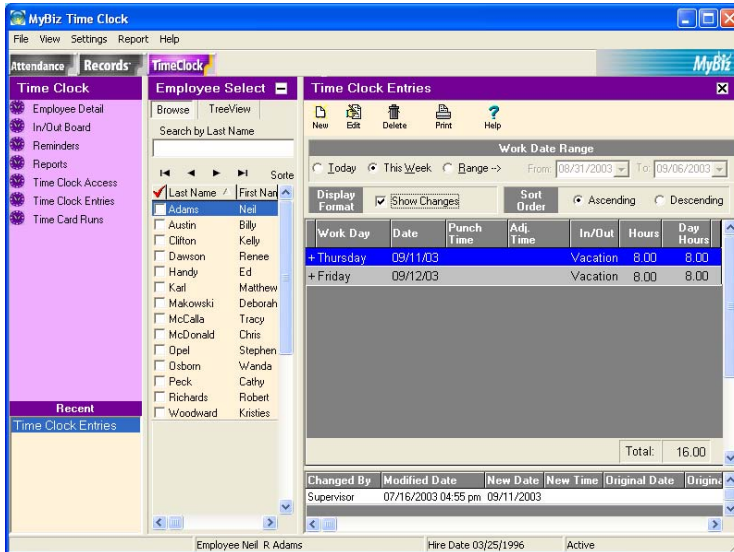 MyBiz Time Clock
File View Settings Report Help
Attendance Records TimeClock MyBiz
Time Clock
Employee Detail
In/Out Board
Reminders
Reports
Time Clock Access
Time Clock Entries
Time Card Runs
Recent
Time Clock Entries
Employee Select
Browse TreeView
Search by Last Name
Sorte
Last Name First Nan
Adams Neil
Austin Billy
Clifton Kelly
Dawson Renee
Handy Ed
Karl Matthew
Makowski Deborah
McCalla Tracy
McDonald Chris
Opel Stephen
Osborn Wanda
Peck Cathy
Richards Robert
Woodward Kristies
Time Clock Entries
New Edit Delete Print Help
Work Date Range
Today This Week Range --> From: 08/31/2003 To: 09/06/2003
Display Format Show Changes Sort Order Ascending Descending
Work Day Date Punch Time Adj. Time In/Out Hours Day Hours
+ Thursday 09/11/03 Vacation 8.00 8.00
+ Friday 09/12/03 Vacation 8.00 8.00
Total: 16.00
Changed By Modified Date New Date New Time Original Date Origina
Supervisor 07/16/2003 04:55 pm 09/11/2003
Employee Neil R Adams Hire Date 03/25/1996 Active